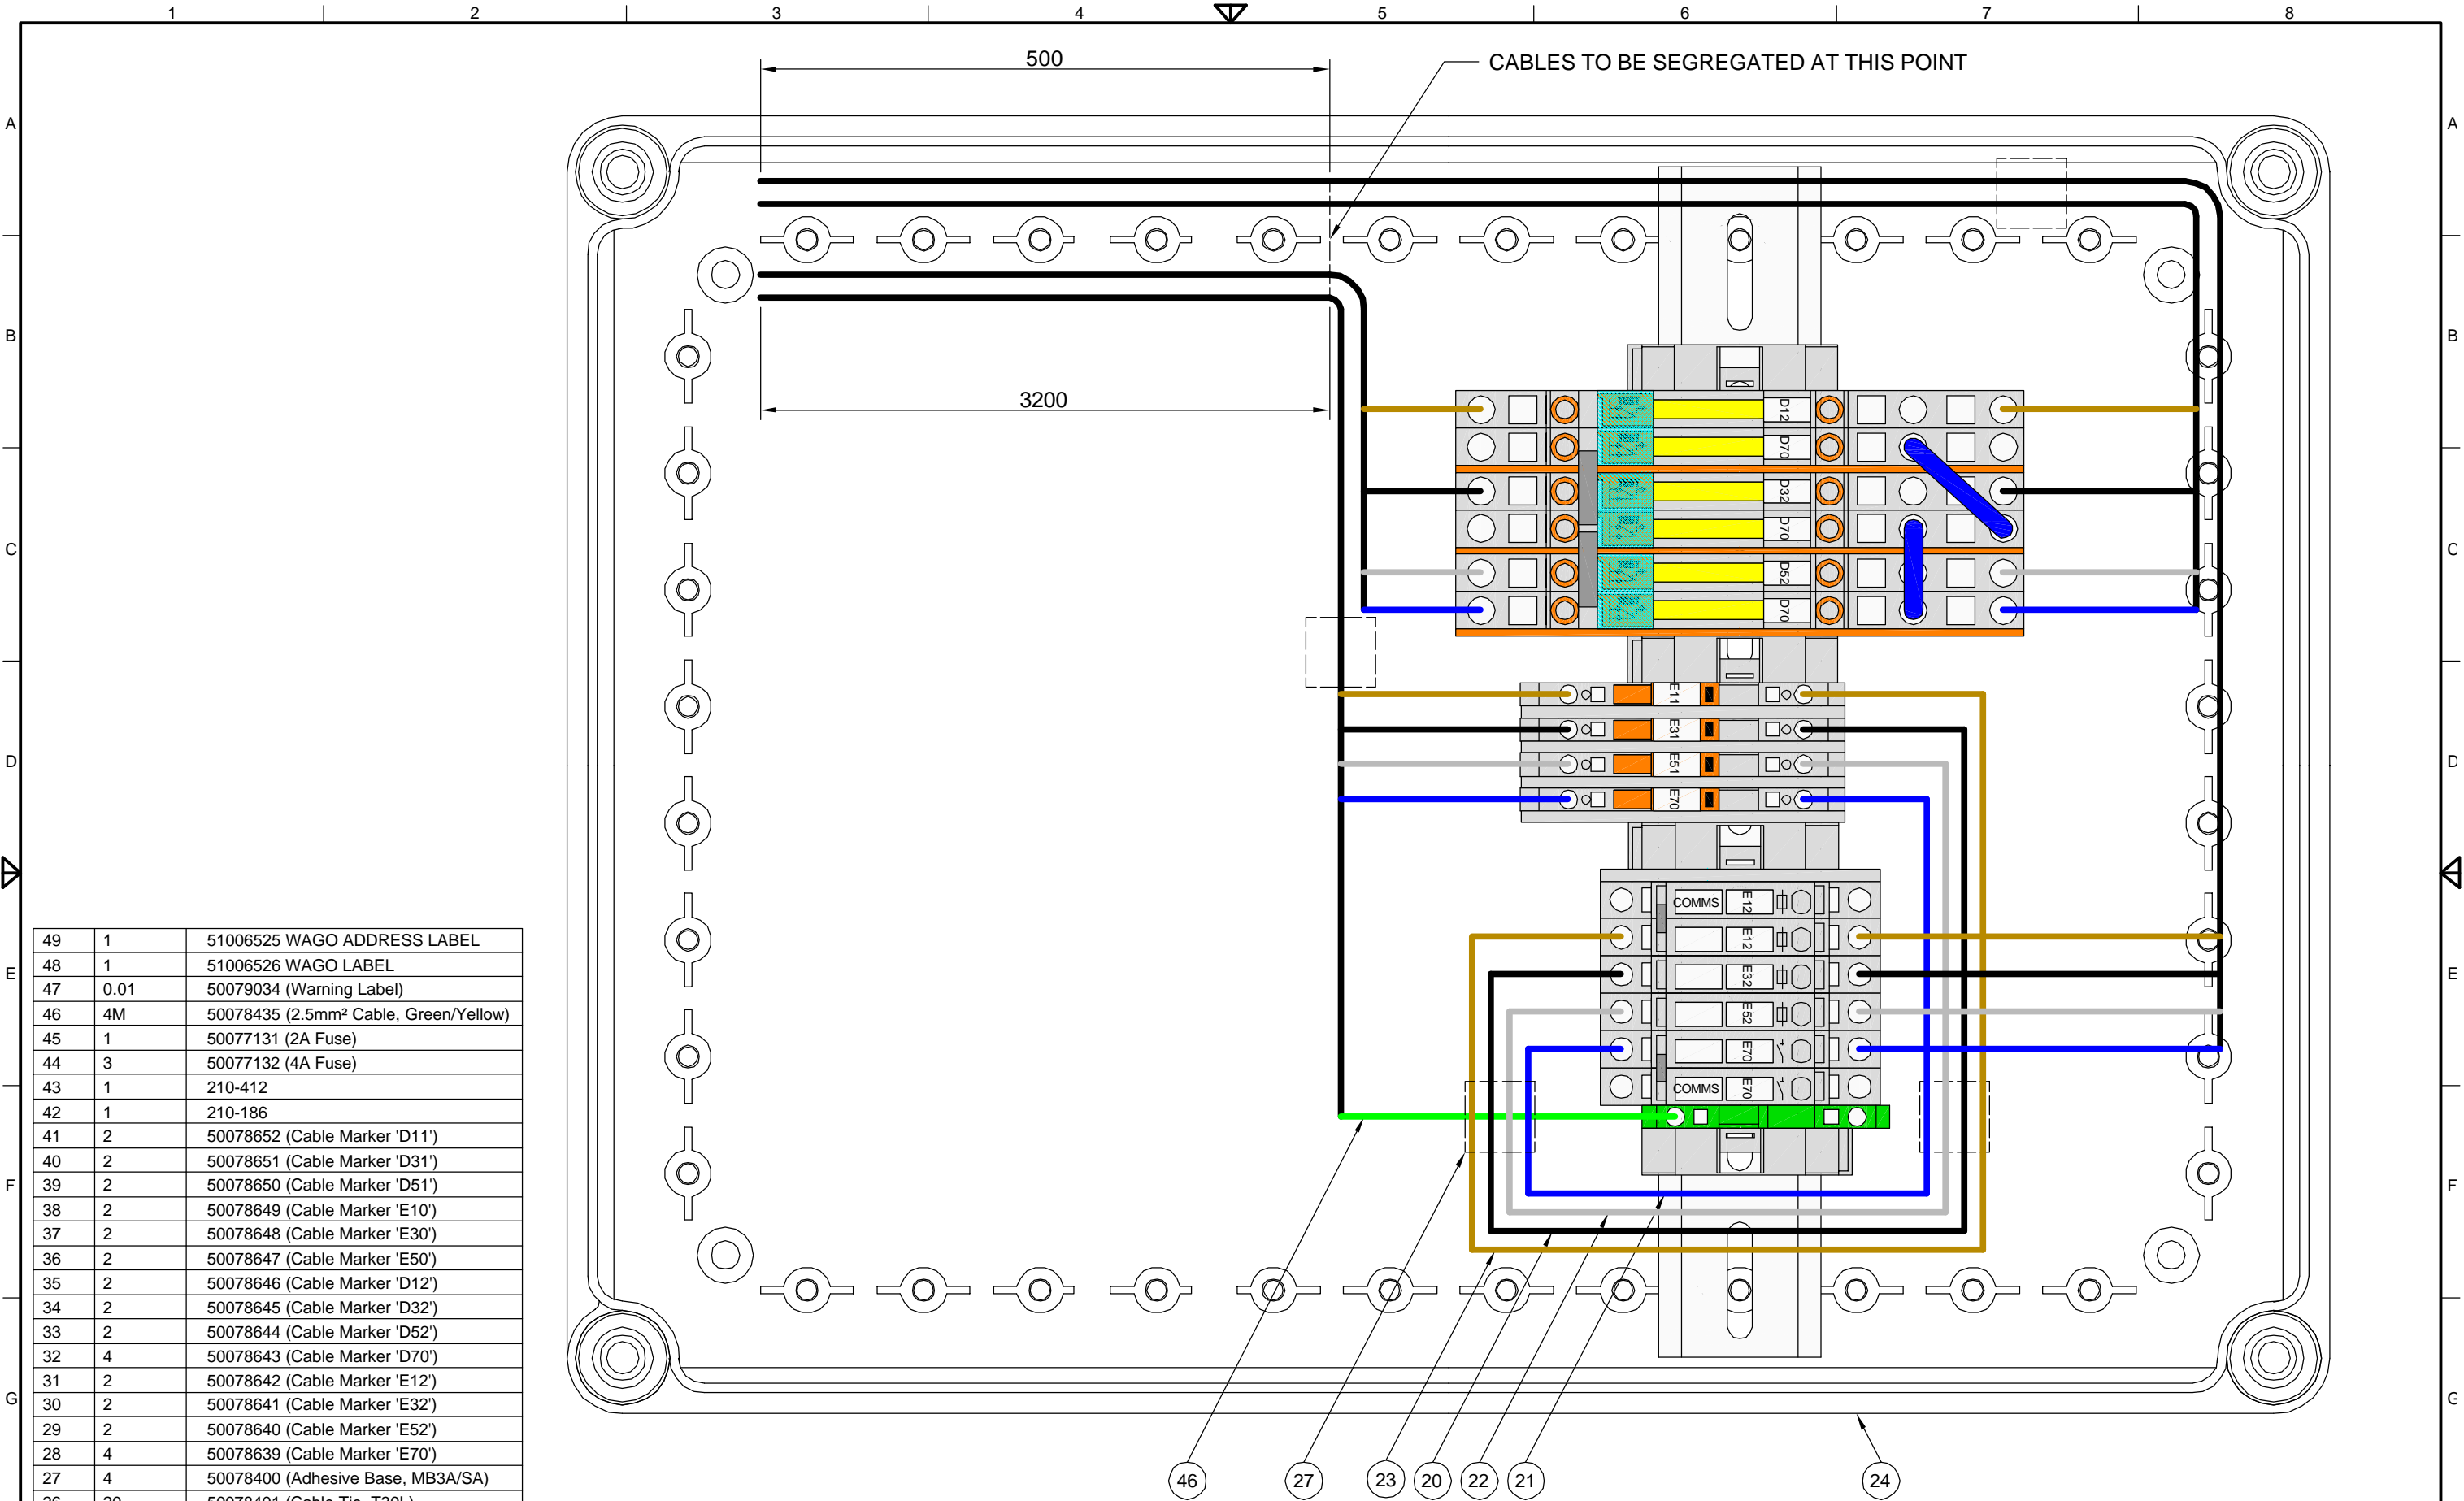 1 2 3 4 5 6 7 8
500
CABLES TO BE SEGREGATED AT THIS POINT
A A
B B
3200
D12
D70
D32
C C
D70
D52
D70
E11
E31
D D
E51
E70
COMMS E12
E12
E E
E32
E52
E70
COMMS E70
F F
G G
49 1 51006525 WAGO ADDRESS LABEL
48 1 51006526 WAGO LABEL
47 0.01 50079034 (Warning Label)
46 4M 50078435 (2.5mm² Cable, Green/Yellow)
45 1 50077131 (2A Fuse)
44 3 50077132 (4A Fuse)
43 1 210-412
42 1 210-186
41 2 50078652 (Cable Marker 'D11')
40 2 50078651 (Cable Marker 'D31')
39 2 50078650 (Cable Marker 'D51')
38 2 50078649 (Cable Marker 'E10')
37 2 50078648 (Cable Marker 'E30')
36 2 50078647 (Cable Marker 'E50')
35 2 50078646 (Cable Marker 'D12')
34 2 50078645 (Cable Marker 'D32')
33 2 50078644 (Cable Marker 'D52')
32 4 50078643 (Cable Marker 'D70')
31 2 50078642 (Cable Marker 'E12')
30 2 50078641 (Cable Marker 'E32')
29 2 50078640 (Cable Marker 'E52')
28 4 50078639 (Cable Marker 'E70')
27 4 50078400 (Adhesive Base, MB3A/SA)
46 27 23 20 22 21 24